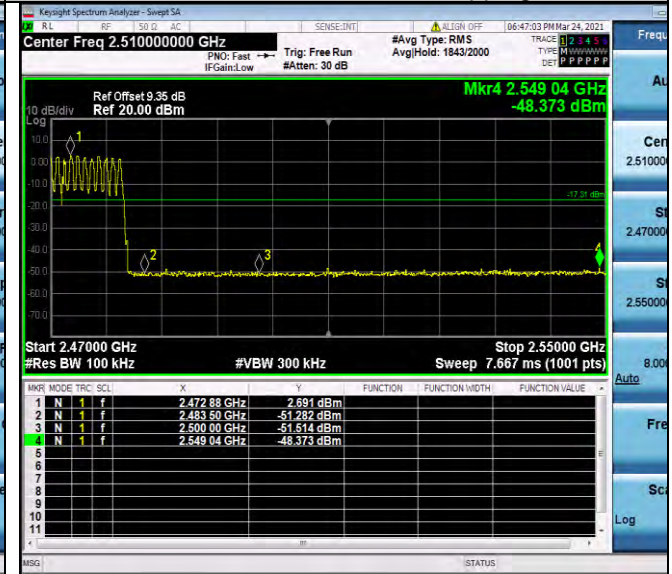 Keysight Spectrum Analyzer - Swept SA
RL RF 50 Ω AC SENSE:INT ALIGN OFF 06:47:03 PM Mar 24, 2021
Center Freq 2.510000000 GHz
PNO: Fast
IFGain:Low
Trig: Free Run
#Atten: 30 dB
#Avg Type: RMS
Avg|Hold: 1843/2000
TRACE 1 2 3 4 5 6
TYPE M
DET P P P P P P
Frequ
Au
Ref Offset 9.35 dB
10 dB/div Ref 20.00 dBm
Log
Mkr4 2.549 04 GHz
-48.373 dBm
10.0
0.00
-10.0
-20.0
-30.0
-40.0
-50.0
-60.0
-70.0
1
2
3
4
-17.31 dBm
Cen
2.51000
St
2.47000
St
2.55000
Start 2.47000 GHz Stop 2.55000 GHz
#Res BW 100 kHz #VBW 300 kHz Sweep 7.667 ms (1001 pts)
8.00
Auto
MKR MODE TRC SCL X Y FUNCTION FUNCTION WIDTH FUNCTION VALUE
1 N 1 f 2.472 88 GHz 2.691 dBm
2 N 1 f 2.483 50 GHz -51.282 dBm
3 N 1 f 2.500 00 GHz -51.514 dBm
4 N 1 f 2.549 04 GHz -48.373 dBm
5
6
7
8
9
10
11
Fre
Sca
Log
MSG STATUS